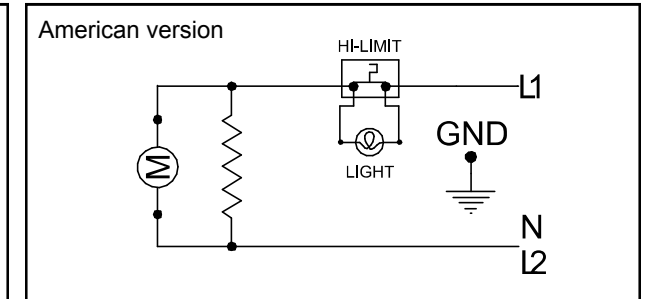 American version
HI-LIMIT
L1
GND
LIGHT
M
N
L2